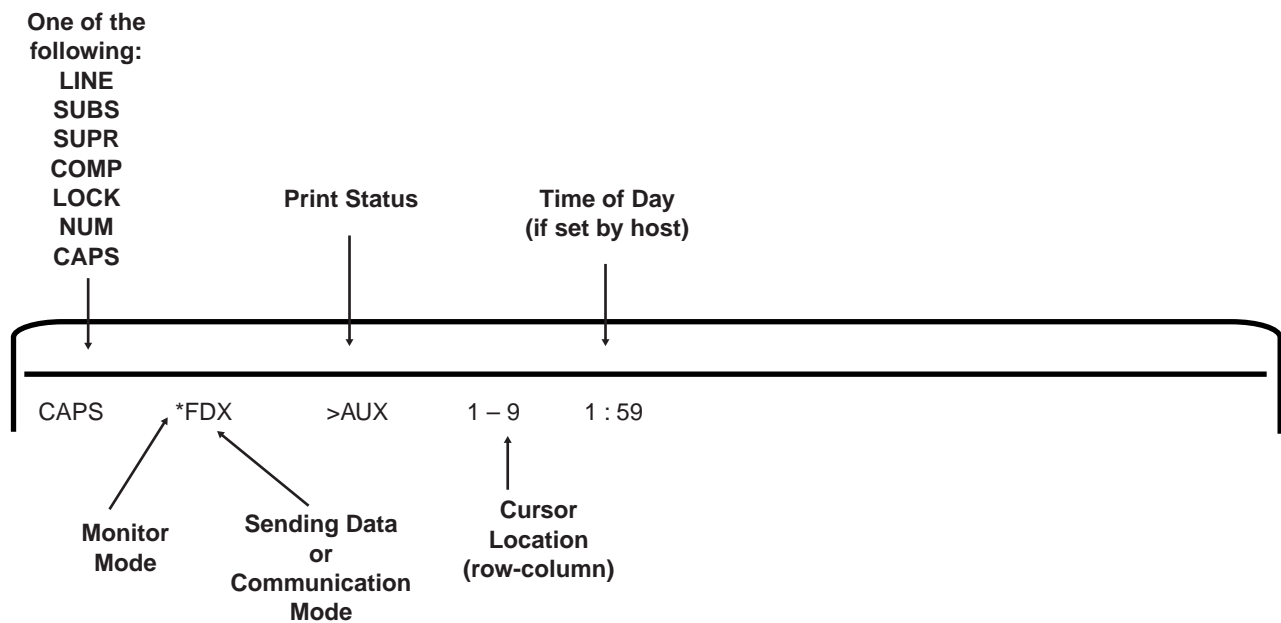 One of the
following:
LINE
SUBS
SUPR
COMP
LOCK
NUM
CAPS
Print Status
Time of Day
(if set by host)
CAPS *FDX >AUX 1 – 9 1 : 59
Monitor
Mode
Sending Data
or
Communication
Mode
Cursor
Location
(row-column)